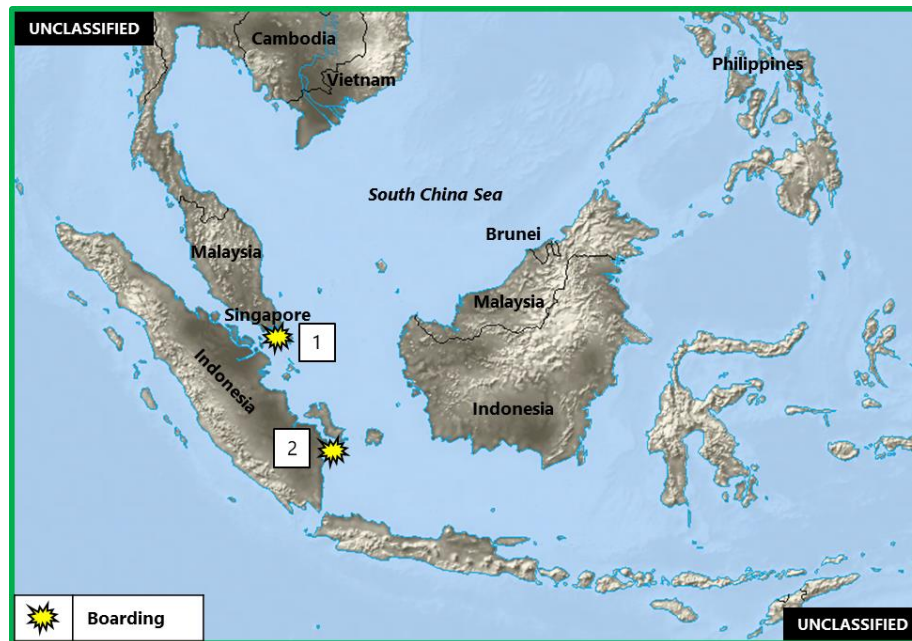 UNCLASSIFIED
Cambodia
Vietnam
Philippines
South China Sea
Brunei
Malaysia
Malaysia
Singapore
1
Indonesia
Indonesia
2
Boarding
UNCLASSIFIED